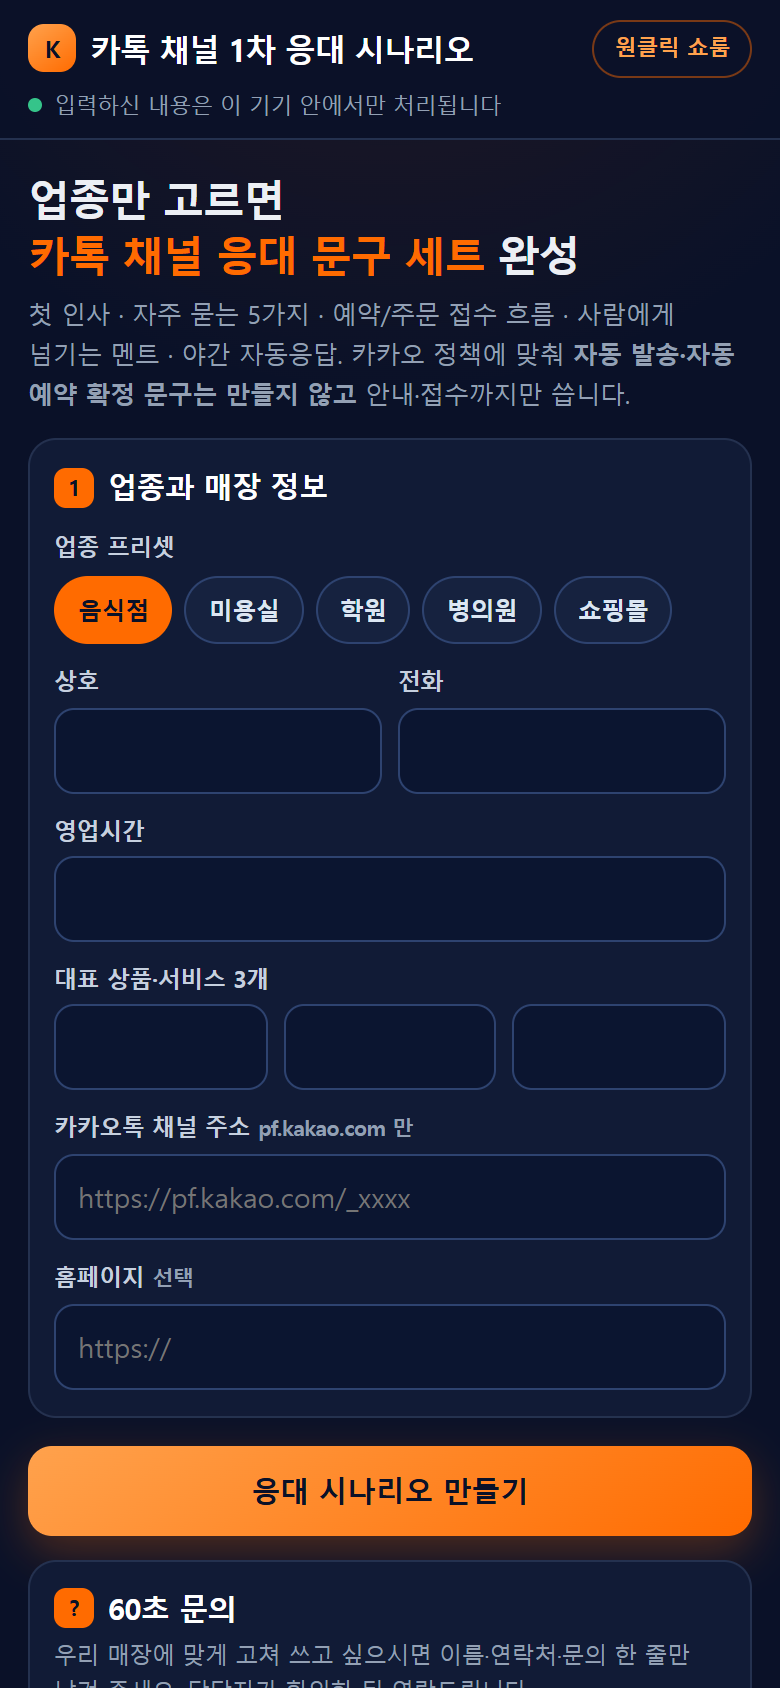 K 카톡 채널 1차 응대 시나리오 원클릭 쇼룸
입력하신 내용은 이 기기 안에서만 처리됩니다
업종만 고르면
카톡 채널 응대 문구 세트 완성
첫 인사 · 자주 묻는 5가지 · 예약/주문 접수 흐름 · 사람에게
넘기는 멘트 · 야간 자동응답. 카카오 정책에 맞춰 자동 발송·자동
예약 확정 문구는 만들지 않고 안내·접수까지만 씁니다.
1 업종과 매장 정보
업종 프리셋
음식점 미용실 학원 병의원 쇼핑몰
상호 전화
영업시간
대표 상품·서비스 3개
카카오톡 채널 주소 pf.kakao.com 만
https://pf.kakao.com/_xxxx
홈페이지 선택
https://
응대 시나리오 만들기
? 60초 문의
우리 매장에 맞게 고쳐 쓰고 싶으시면 이름·연락처·문의 한 줄만